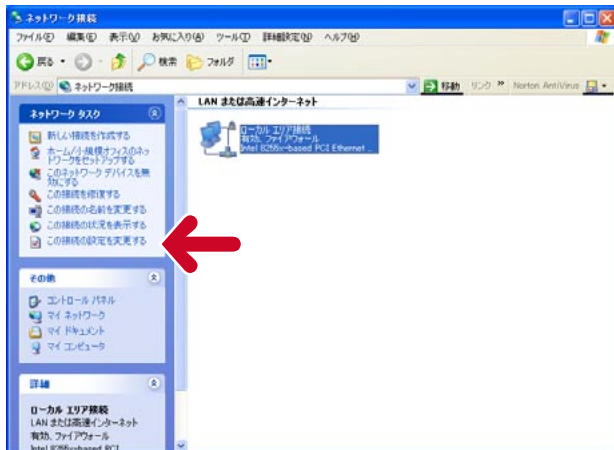 ネットワーク接続
ファイル(E) 編集(E) 表示(V) お気に入り(A) ツール(T) 詳細設定(N) ヘルプ(H)
戻る 検索 フォルダ
アドレス(D) ネットワーク接続 移動 リンク » Norton AntiVirus
ネットワーク タスク
新しい接続を作成する
ホーム/小規模オフィスのネッ
トワークをセットアップする
このネットワーク デバイスを無
効にする
この接続を修復する
この接続の名前を変更する
この接続の状況を表示する
この接続の設定を変更する
その他
コントロール パネル
マイ ネットワーク
マイ ドキュメント
マイ コンピュータ
詳細
ローカル エリア接続
LAN または高速インターネット
有効、ファイアウォール
Intel 8255x-based PCI
LAN または高速インターネット
ローカル エリア接続
有効、ファイアウォール
Intel 8255x-based PCI Ethernet ...